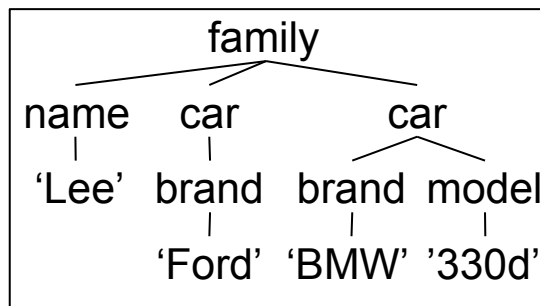 family
name car car
‘Lee’ brand brand model
‘Ford’ ‘BMW’ ’330d’